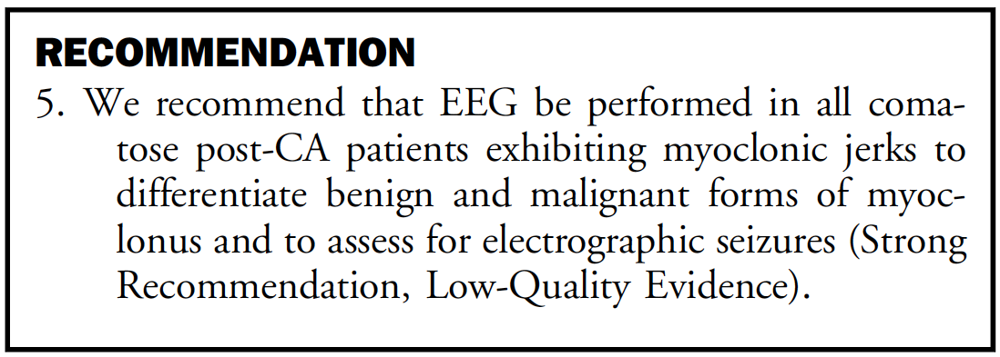 RECOMMENDATION
5. We recommend that EEG be performed in all coma-
tose post-CA patients exhibiting myoclonic jerks to
differentiate benign and malignant forms of myoc-
lonus and to assess for electrographic seizures (Strong
Recommendation, Low-Quality Evidence).